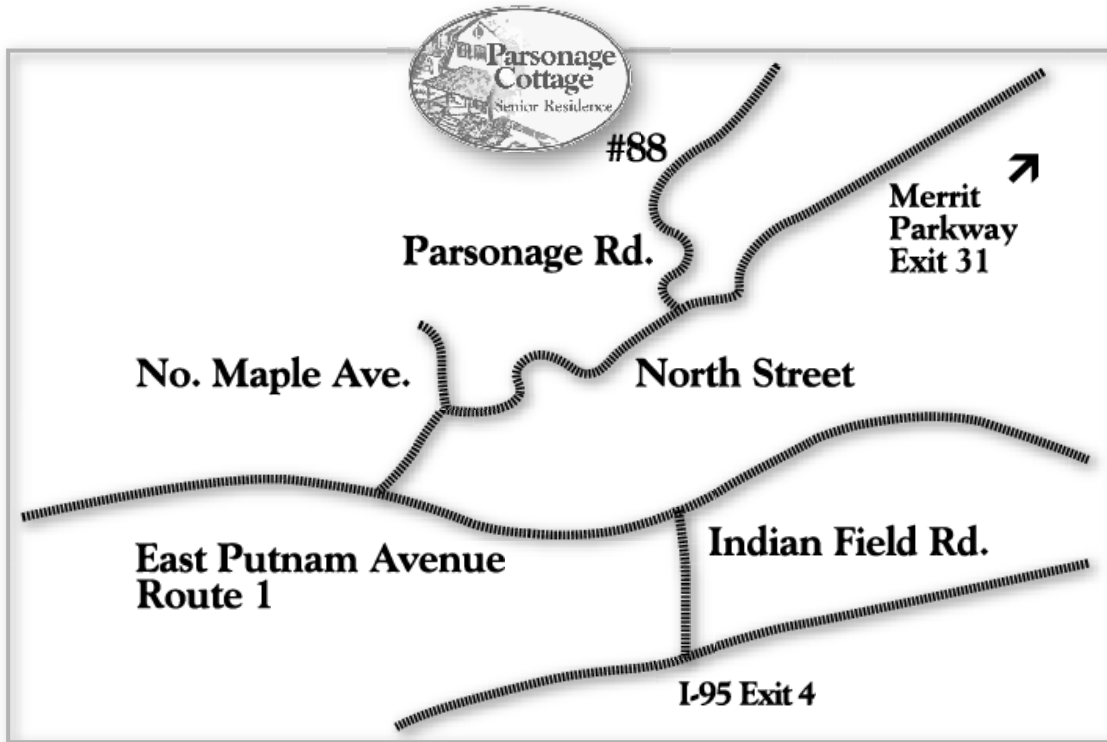 Parsonage
Cottage
Senior Residence
#88
Merrit
Parkway
Exit 31
Parsonage Rd.
No. Maple Ave.
North Street
East Putnam Avenue
Route 1
Indian Field Rd.
I-95 Exit 4